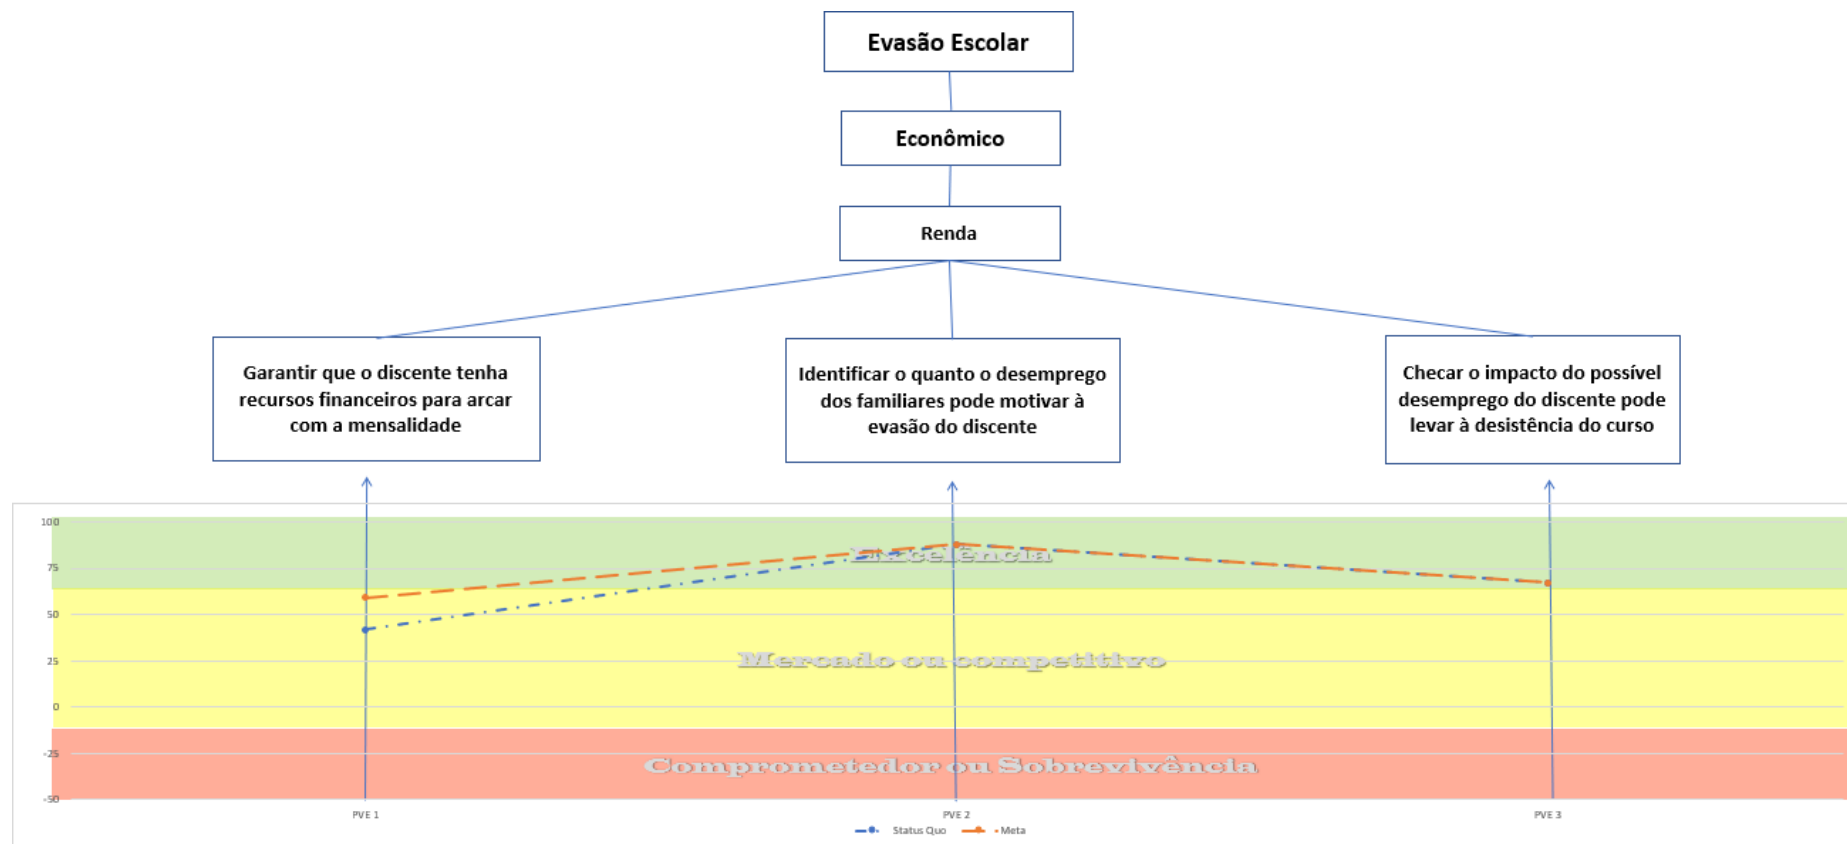 Evasão Escolar
Econômico
Renda
Garantir que o discente tenha
recursos financeiros para arcar
com a mensalidade
Identificar o quanto o desemprego
dos familiares pode motivar à
evasão do discente
Checar o impacto do possível
desemprego do discente pode
levar à desistência do curso
100
Excelência
75
50
25
Mercado ou competitivo
0
-25
Comprometedor ou Sobrevivência
-50
PVE 1
PVE 2
PVE 3
Status Quo
Meta